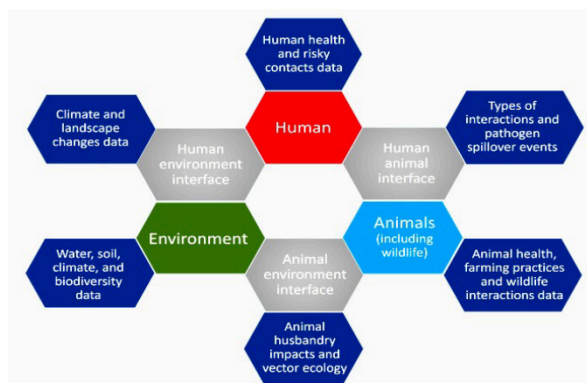 Human health
and risky
contacts data
Climate and
landscape
changes data
Human
Types of
interactions and
pathogen
spillover events
Human
environment
interface
Human
animal
interface
Environment
Animals
(including
wildlife)
Water, soil,
climate, and
biodiversity
data
Animal
environment
interface
Animal health,
farming practices
and wildlife
interactions data
Animal
husbandry
impacts and
vector ecology